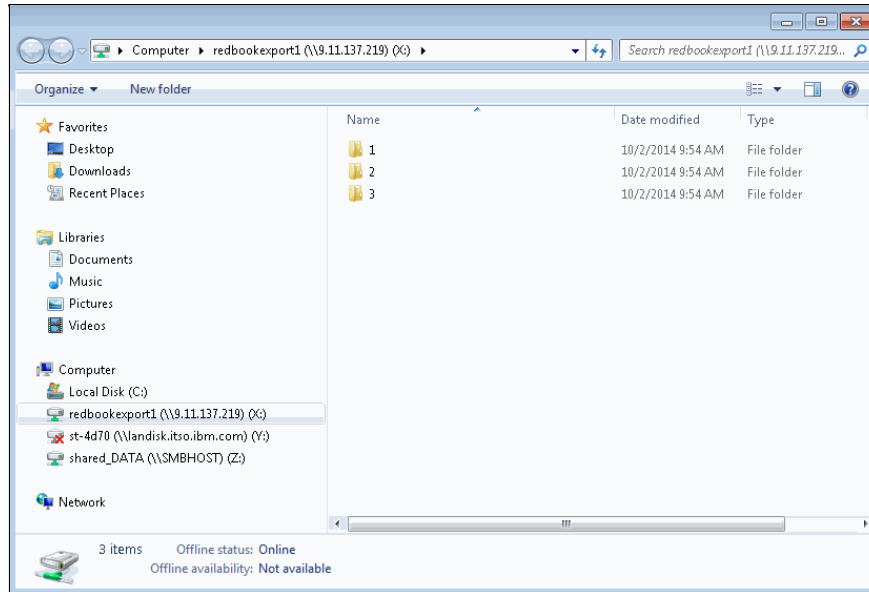 Computer ▸ redbookexport1 (\\9.11.137.219) (X:) ▸
Search redbookexport1 (\\9.11.137.219...
Organize New folder
Favorites
Desktop
Downloads
Recent Places
Libraries
Documents
Music
Pictures
Videos
Computer
Local Disk (C:)
redbookexport1 (\\9.11.137.219) (X:)
st-4d70 (\\landisk.itso.ibm.com) (Y:)
shared_DATA (\\SMBHOST) (Z:)
Network
Name Date modified Type
1 10/2/2014 9:54 AM File folder
2 10/2/2014 9:54 AM File folder
3 10/2/2014 9:54 AM File folder
3 items Offline status: Online
Offline availability: Not available